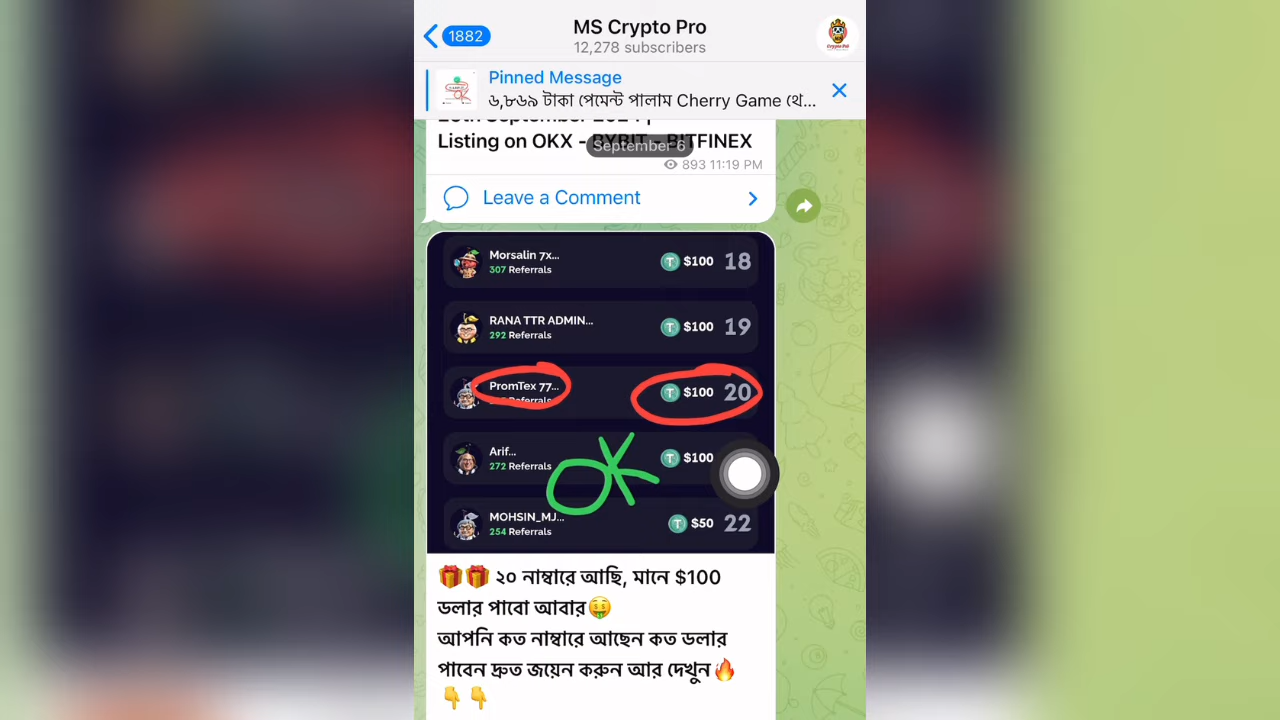 1882
MS Crypto Pro
12,278 subscribers
Pinned Message
৬,৮৬৯ টাকা পেমেন্ট পালাম Cherry Game থে...
Listing on OKX - BYBIT - BITFINEX
September 6
893 11:19 PM
Leave a Comment
Morsalin 7x...
307 Referrals
$100 18
RANA TTR ADMIN...
292 Referrals
$100 19
PromTex 77...
Referrals
$100 20
OK
Arif...
272 Referrals
$100
MOHSIN_MJ...
254 Referrals
$50 22
🎁🎁 ২০ নাম্বারে আছি, মানে $100
ডলার পাবো আবার🤑
আপনি কত নাম্বারে আছেন কত ডলার
পাবেন দ্রুত জয়েন করুন আর দেখুন🔥
👇👇